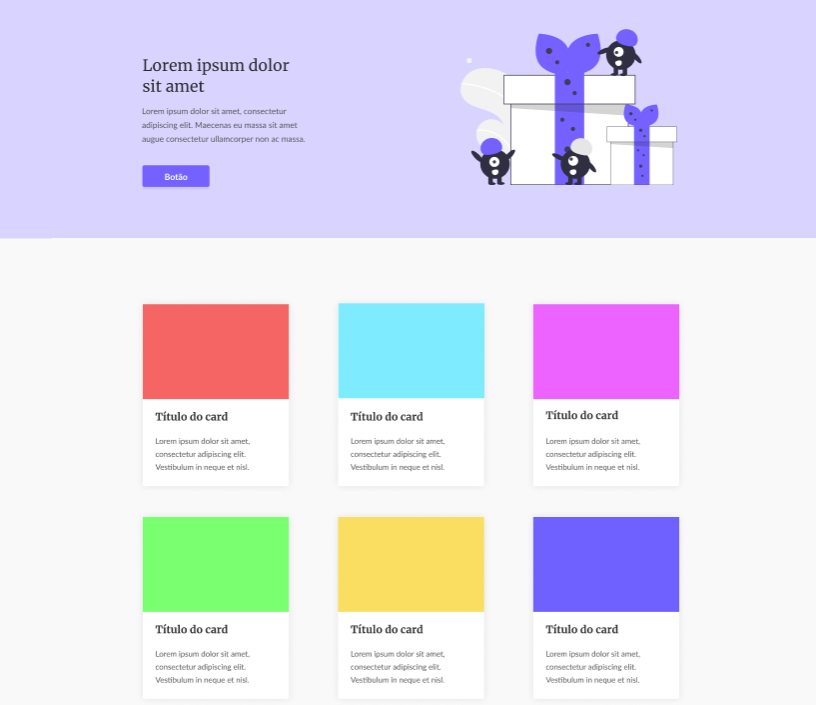 Lorem ipsum dolor
sit amet
Lorem ipsum dolor sit amet, consectetur
adipiscing elit. Maecenas eu massa sit amet
augue consectetur ullamcorper non ac massa.
Botão
Título do card
Lorem ipsum dolor sit amet,
consectetur adipiscing elit.
Vestibulum in neque et nisl.
Título do card
Lorem ipsum dolor sit amet,
consectetur adipiscing elit.
Vestibulum in neque et nisl.
Título do card
Lorem ipsum dolor sit amet,
consectetur adipiscing elit.
Vestibulum in neque et nisl.
Título do card
Lorem ipsum dolor sit amet,
consectetur adipiscing elit.
Vestibulum in neque et nisl.
Título do card
Lorem ipsum dolor sit amet,
consectetur adipiscing elit,
Vestibulum in neque et nisl.
Título do card
Lorem ipsum dolor sit amet,
consectetur adipiscing elit.
Vestibulum in neque et nisl.